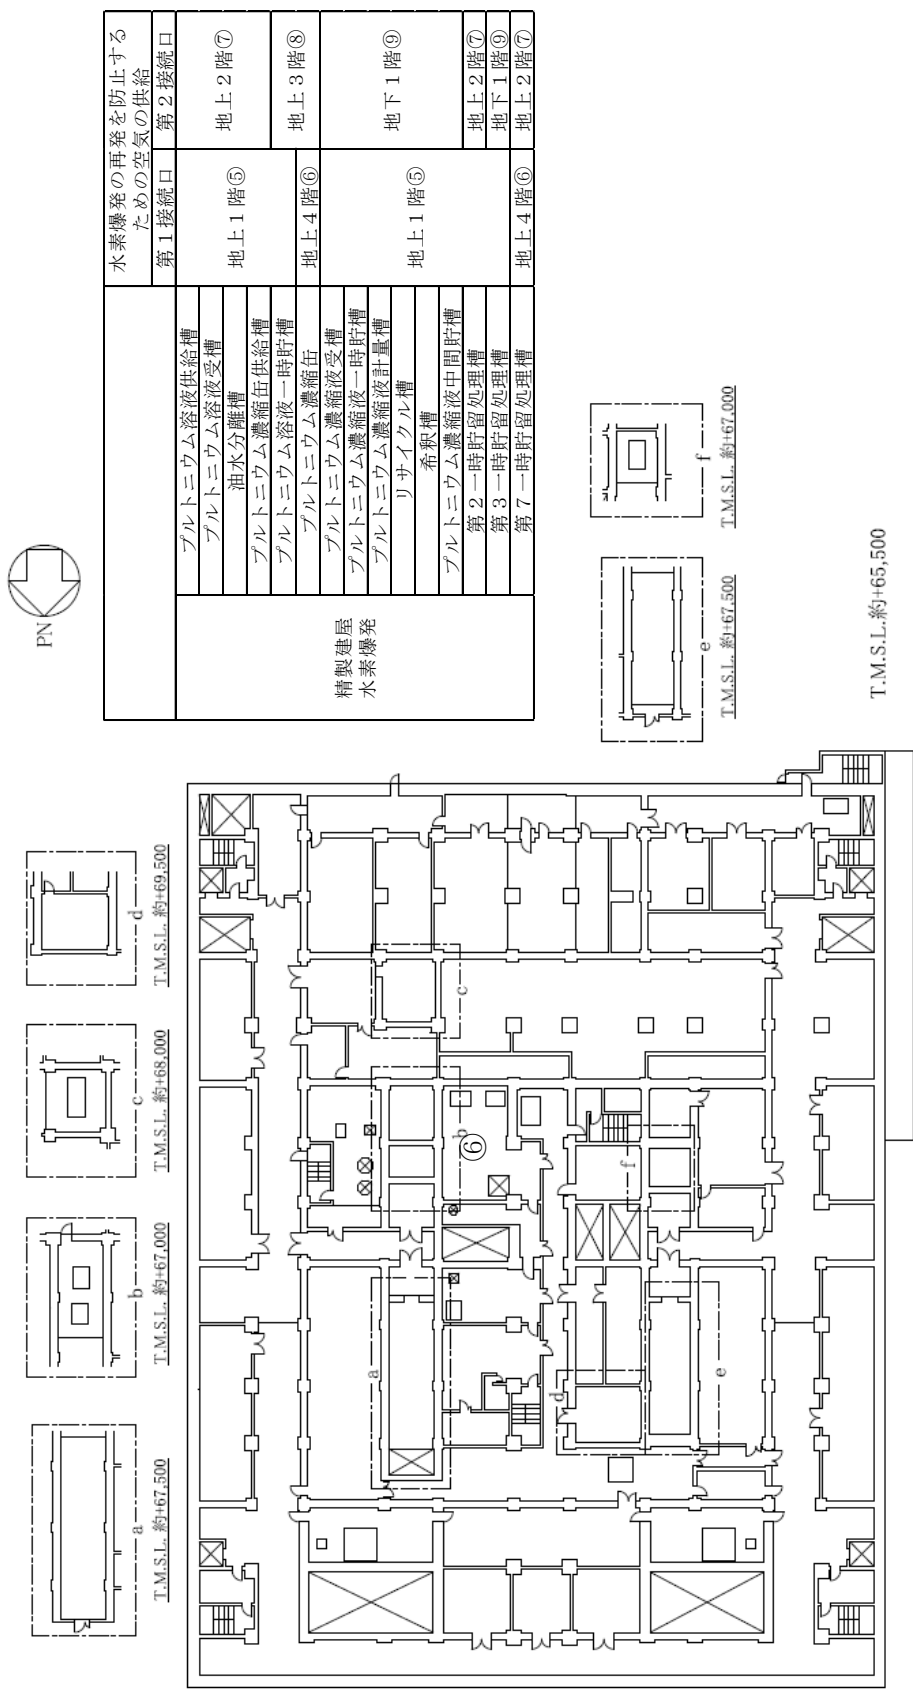 PN
水素爆発の再発を防止する
ための空気の供給
第1接続口 第2接続口
精製建屋
水素爆発
プルトニウム溶液供給槽 地上1階⑤ 地上2階⑦
プルトニウム溶液受槽
油水分離槽
プルトニウム濃縮缶供給槽
プルトニウム溶液一時貯槽 地上3階⑧
プルトニウム濃縮缶 地上4階⑥
プルトニウム濃縮液受槽 地上1階⑤ 地下1階⑨
プルトニウム濃縮液一時貯槽
プルトニウム濃縮液計量槽
リサイクル槽
希釈槽
プルトニウム濃縮液中間貯槽
第2一時貯留処理槽 地上2階⑦
第3一時貯留処理槽 地下1階⑨
第7一時貯留処理槽 地上4階⑥ 地上2階⑦
a
T.M.S.L. 約+67,500
b
T.M.S.L. 約+67,000
c
T.M.S.L. 約+68,000
d
T.M.S.L. 約+69,500
e
T.M.S.L. 約+67.500
f
T.M.S.L. 約+67,000
a
b
⑥
c
d
e
f
T.M.S.L.約+65,500